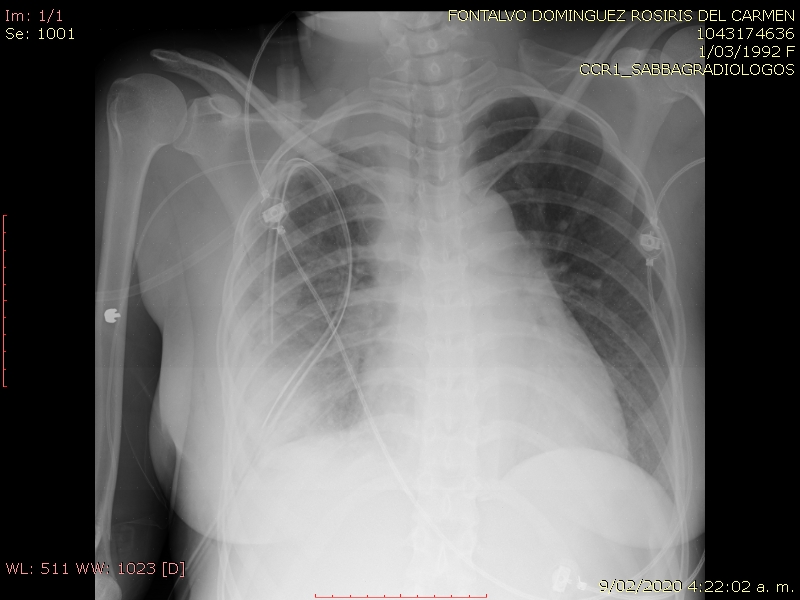 Im: 1/1
Se: 1001
FONTALVO DOMINGUEZ ROSIRIS DEL CARMEN
1043174636
1/03/1992 F
CCR1_SABBAGRADIOLOGOS
WL: 511 WW: 1023 [D]
9/02/2020 4:22:02 a. m.